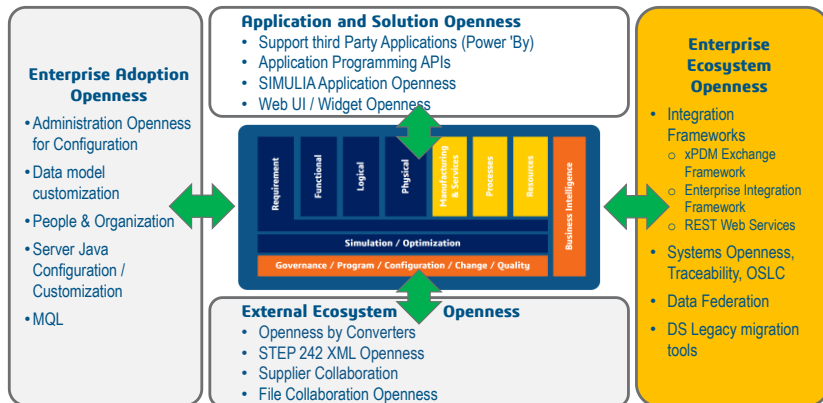 Application and Solution Openness
• Support third Party Applications (Power 'By)
• Application Programming APIs
• SIMULIA Application Openness
• Web UI / Widget Openness
Enterprise Adoption
Openness
• Administration Openness
for Configuration
• Data model
customization
• People & Organization
• Server Java
Configuration /
Customization
• MQL
Requirement
Functional
Logical
Physical
Manufacturing
& Services
Processes
Resources
Business Intelligence
Simulation / Optimization
Governance / Program / Configuration / Change / Quality
External Ecosystem Openness
• Openness by Converters
• STEP 242 XML Openness
• Supplier Collaboration
• File Collaboration Openness
Enterprise
Ecosystem
Openness
• Integration
Frameworks
o xPDM Exchange
Framework
o Enterprise Integration
Framework
o REST Web Services
• Systems Openness,
Traceability, OSLC
• Data Federation
• DS Legacy migration
tools